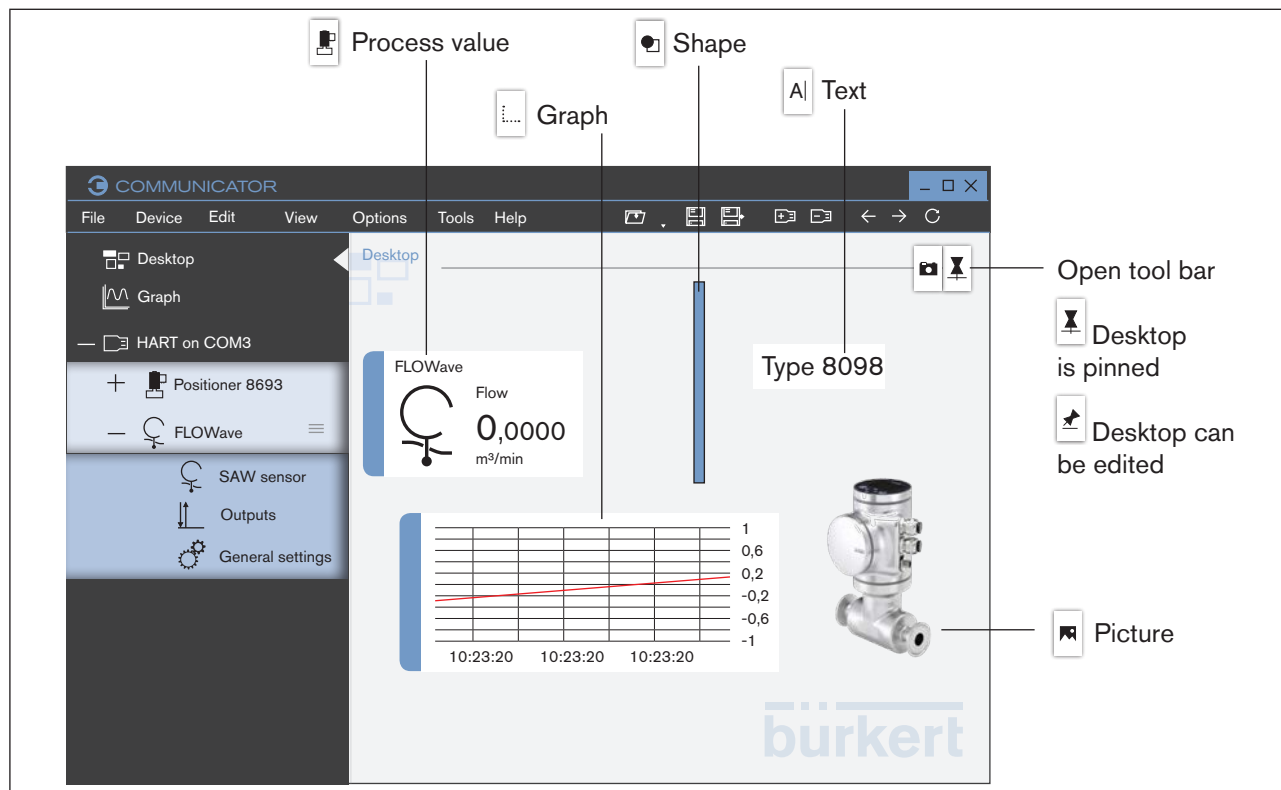 Process value
Shape
A| Text
Graph
COMMUNICATOR
File Device Edit View Options Tools Help
Desktop
Graph
HART on COM3
Positioner 8693
FLOWave
SAW sensor
Outputs
General settings
Desktop
FLOWave
Flow
0,0000
m³/min
Type 8098
1
0,6
0,2
-0,2
-0,6
-1
10:23:20 10:23:20 10:23:20
Open tool bar
Desktop
is pinned
Desktop can
be edited
Picture
bürkert